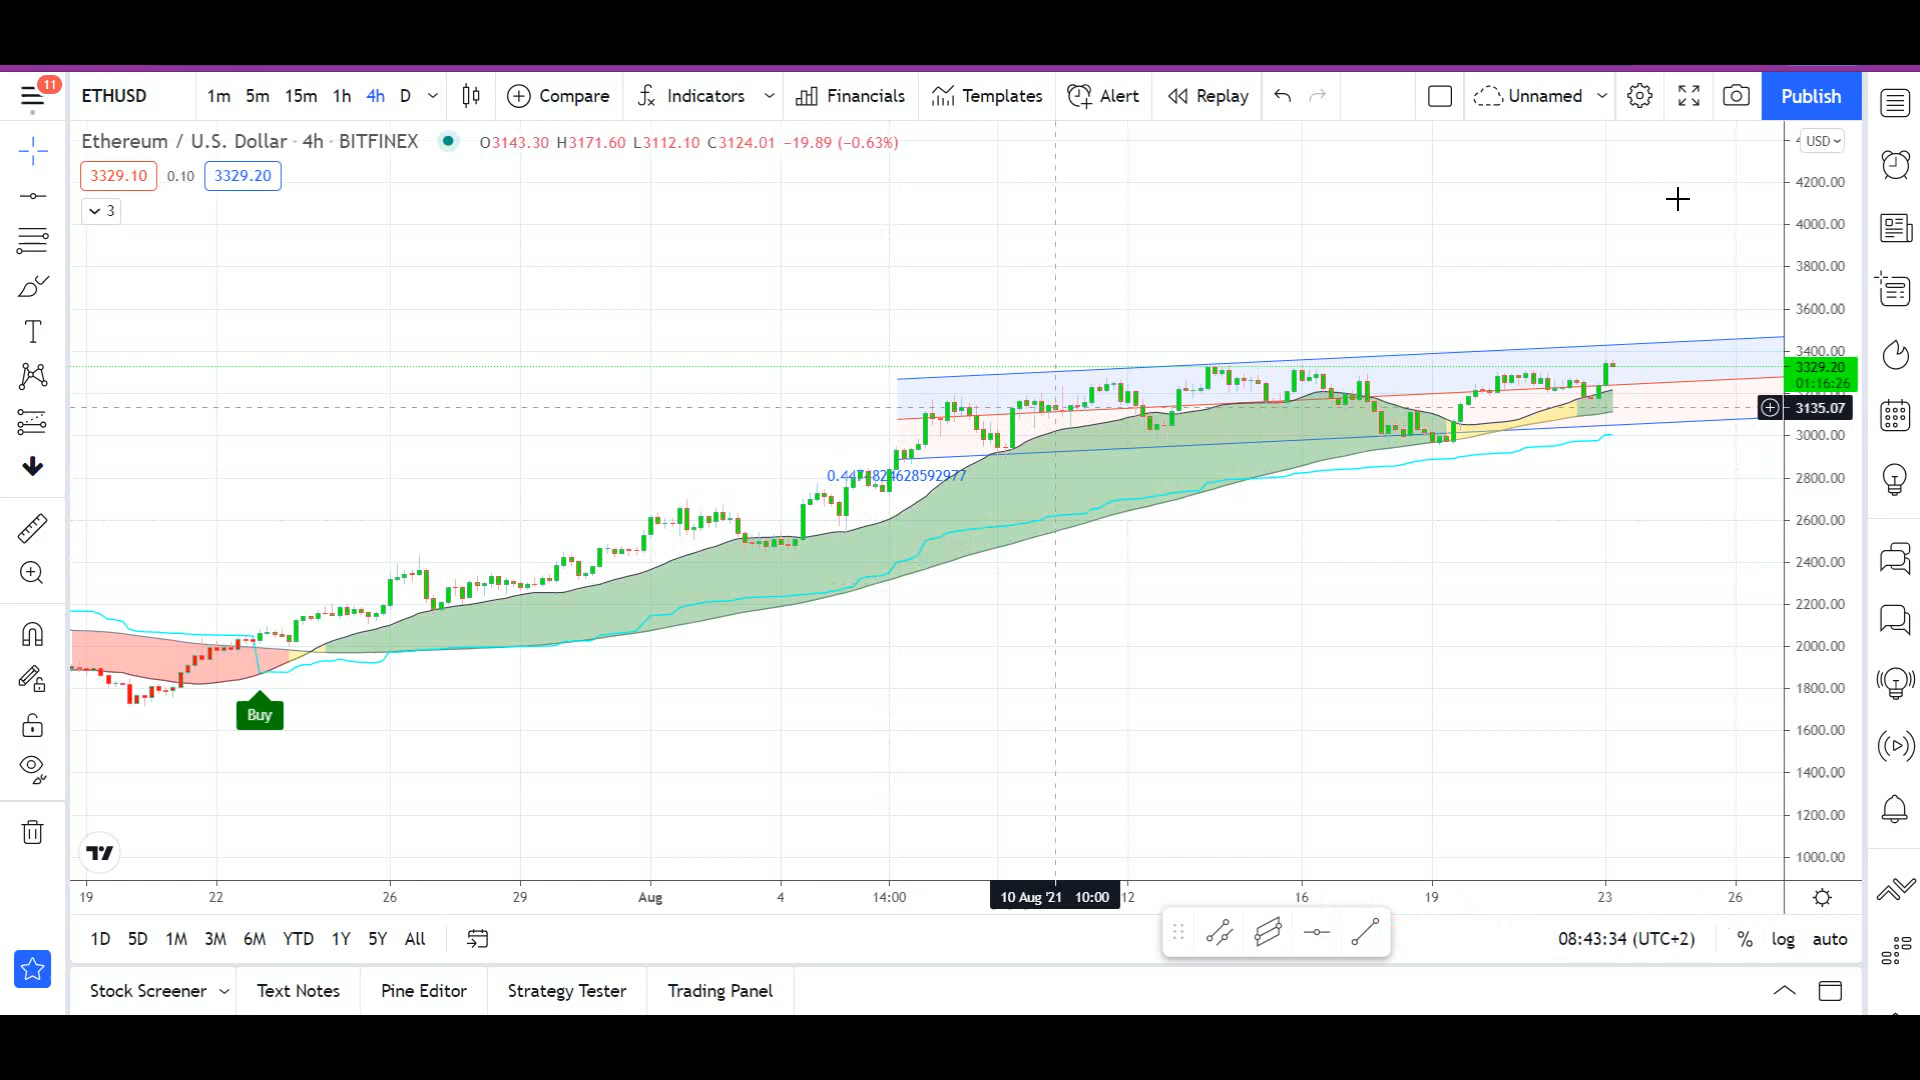 11
ETHUSD 1m 5m 15m 1h 4h D Compare Indicators Financials Templates Alert Replay Unnamed Publish
Ethereum / U.S. Dollar · 4h · BITFINEX O3143.30 H3171.60 L3112.10 C3124.01 −19.89 (−0.63%)
USD
3329.10 0.10 3329.20
3
4200.00
4000.00
3800.00
3600.00
3400.00
3329.20
01:16:26
3135.07
3000.00
2800.00
2600.00
2400.00
2200.00
2000.00
1800.00
1600.00
1400.00
1200.00
1000.00
Buy
19 22 26 29 Aug 4 14:00 10 Aug '21 10:00 12 16 19 23 26
1D 5D 1M 3M 6M YTD 1Y 5Y All 08:43:34 (UTC+2) % log auto
Stock Screener Text Notes Pine Editor Strategy Tester Trading Panel